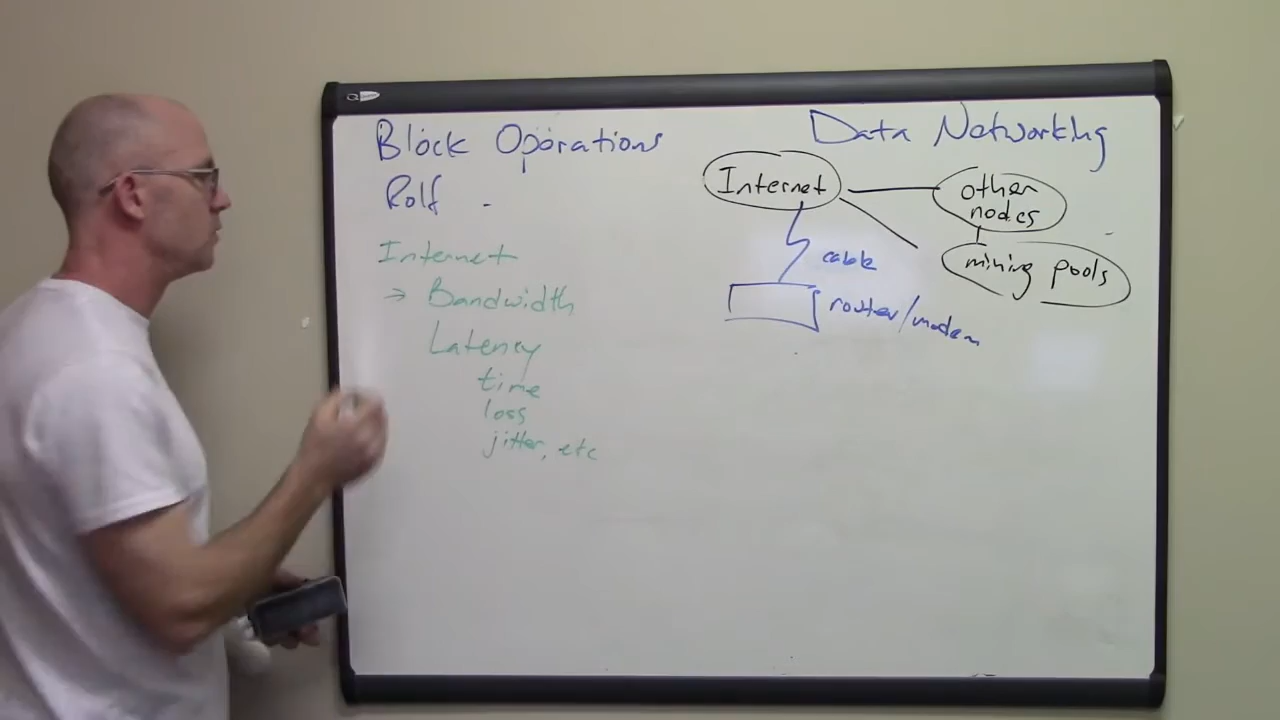 Block Operations
Rolf
Internet
→ Bandwidth
Latency
time
loss
jitter, etc
Data Networking
Internet
other
nodes
mining pools
cable
router/modem